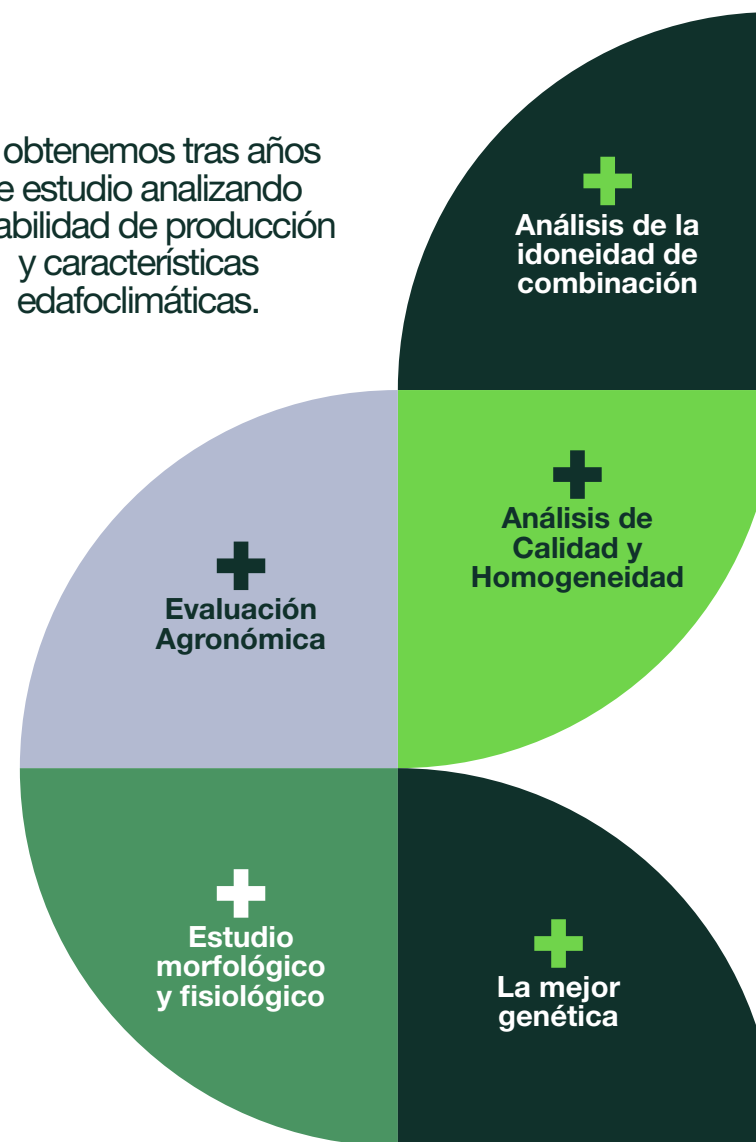 obtenemos tras años
estudio analizando
de producción
y características
edafoclimáticas.
Análisis de la
idoneidad de
combinación
Análisis de
Calidad y
Homogeneidad
Evaluación
Agronómica
Estudio
morfológico
y fisiológico
La mejor
genética